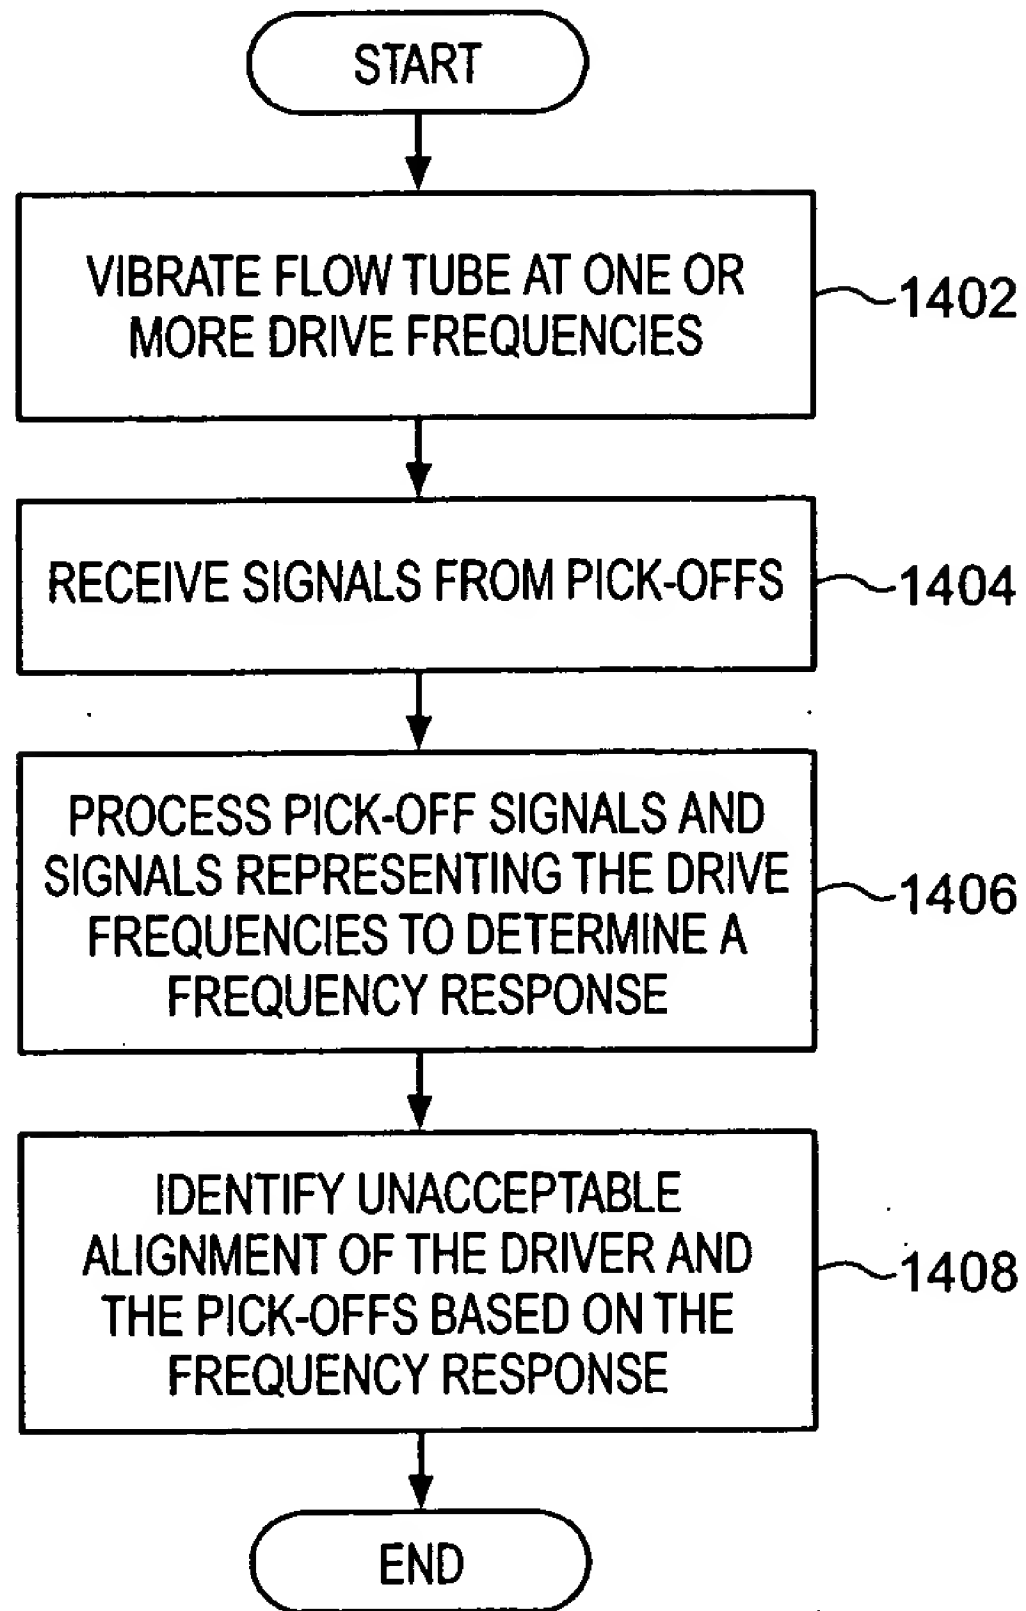 START
VIBRATE FLOW TUBE AT ONE OR
MORE DRIVE FREQUENCIES
1402
RECEIVE SIGNALS FROM PICK-OFFS
1404
PROCESS PICK-OFF SIGNALS AND
SIGNALS REPRESENTING THE DRIVE
FREQUENCIES TO DETERMINE A
FREQUENCY RESPONSE
1406
IDENTIFY UNACCEPTABLE
ALIGNMENT OF THE DRIVER AND
THE PICK-OFFS BASED ON THE
FREQUENCY RESPONSE
1408
END